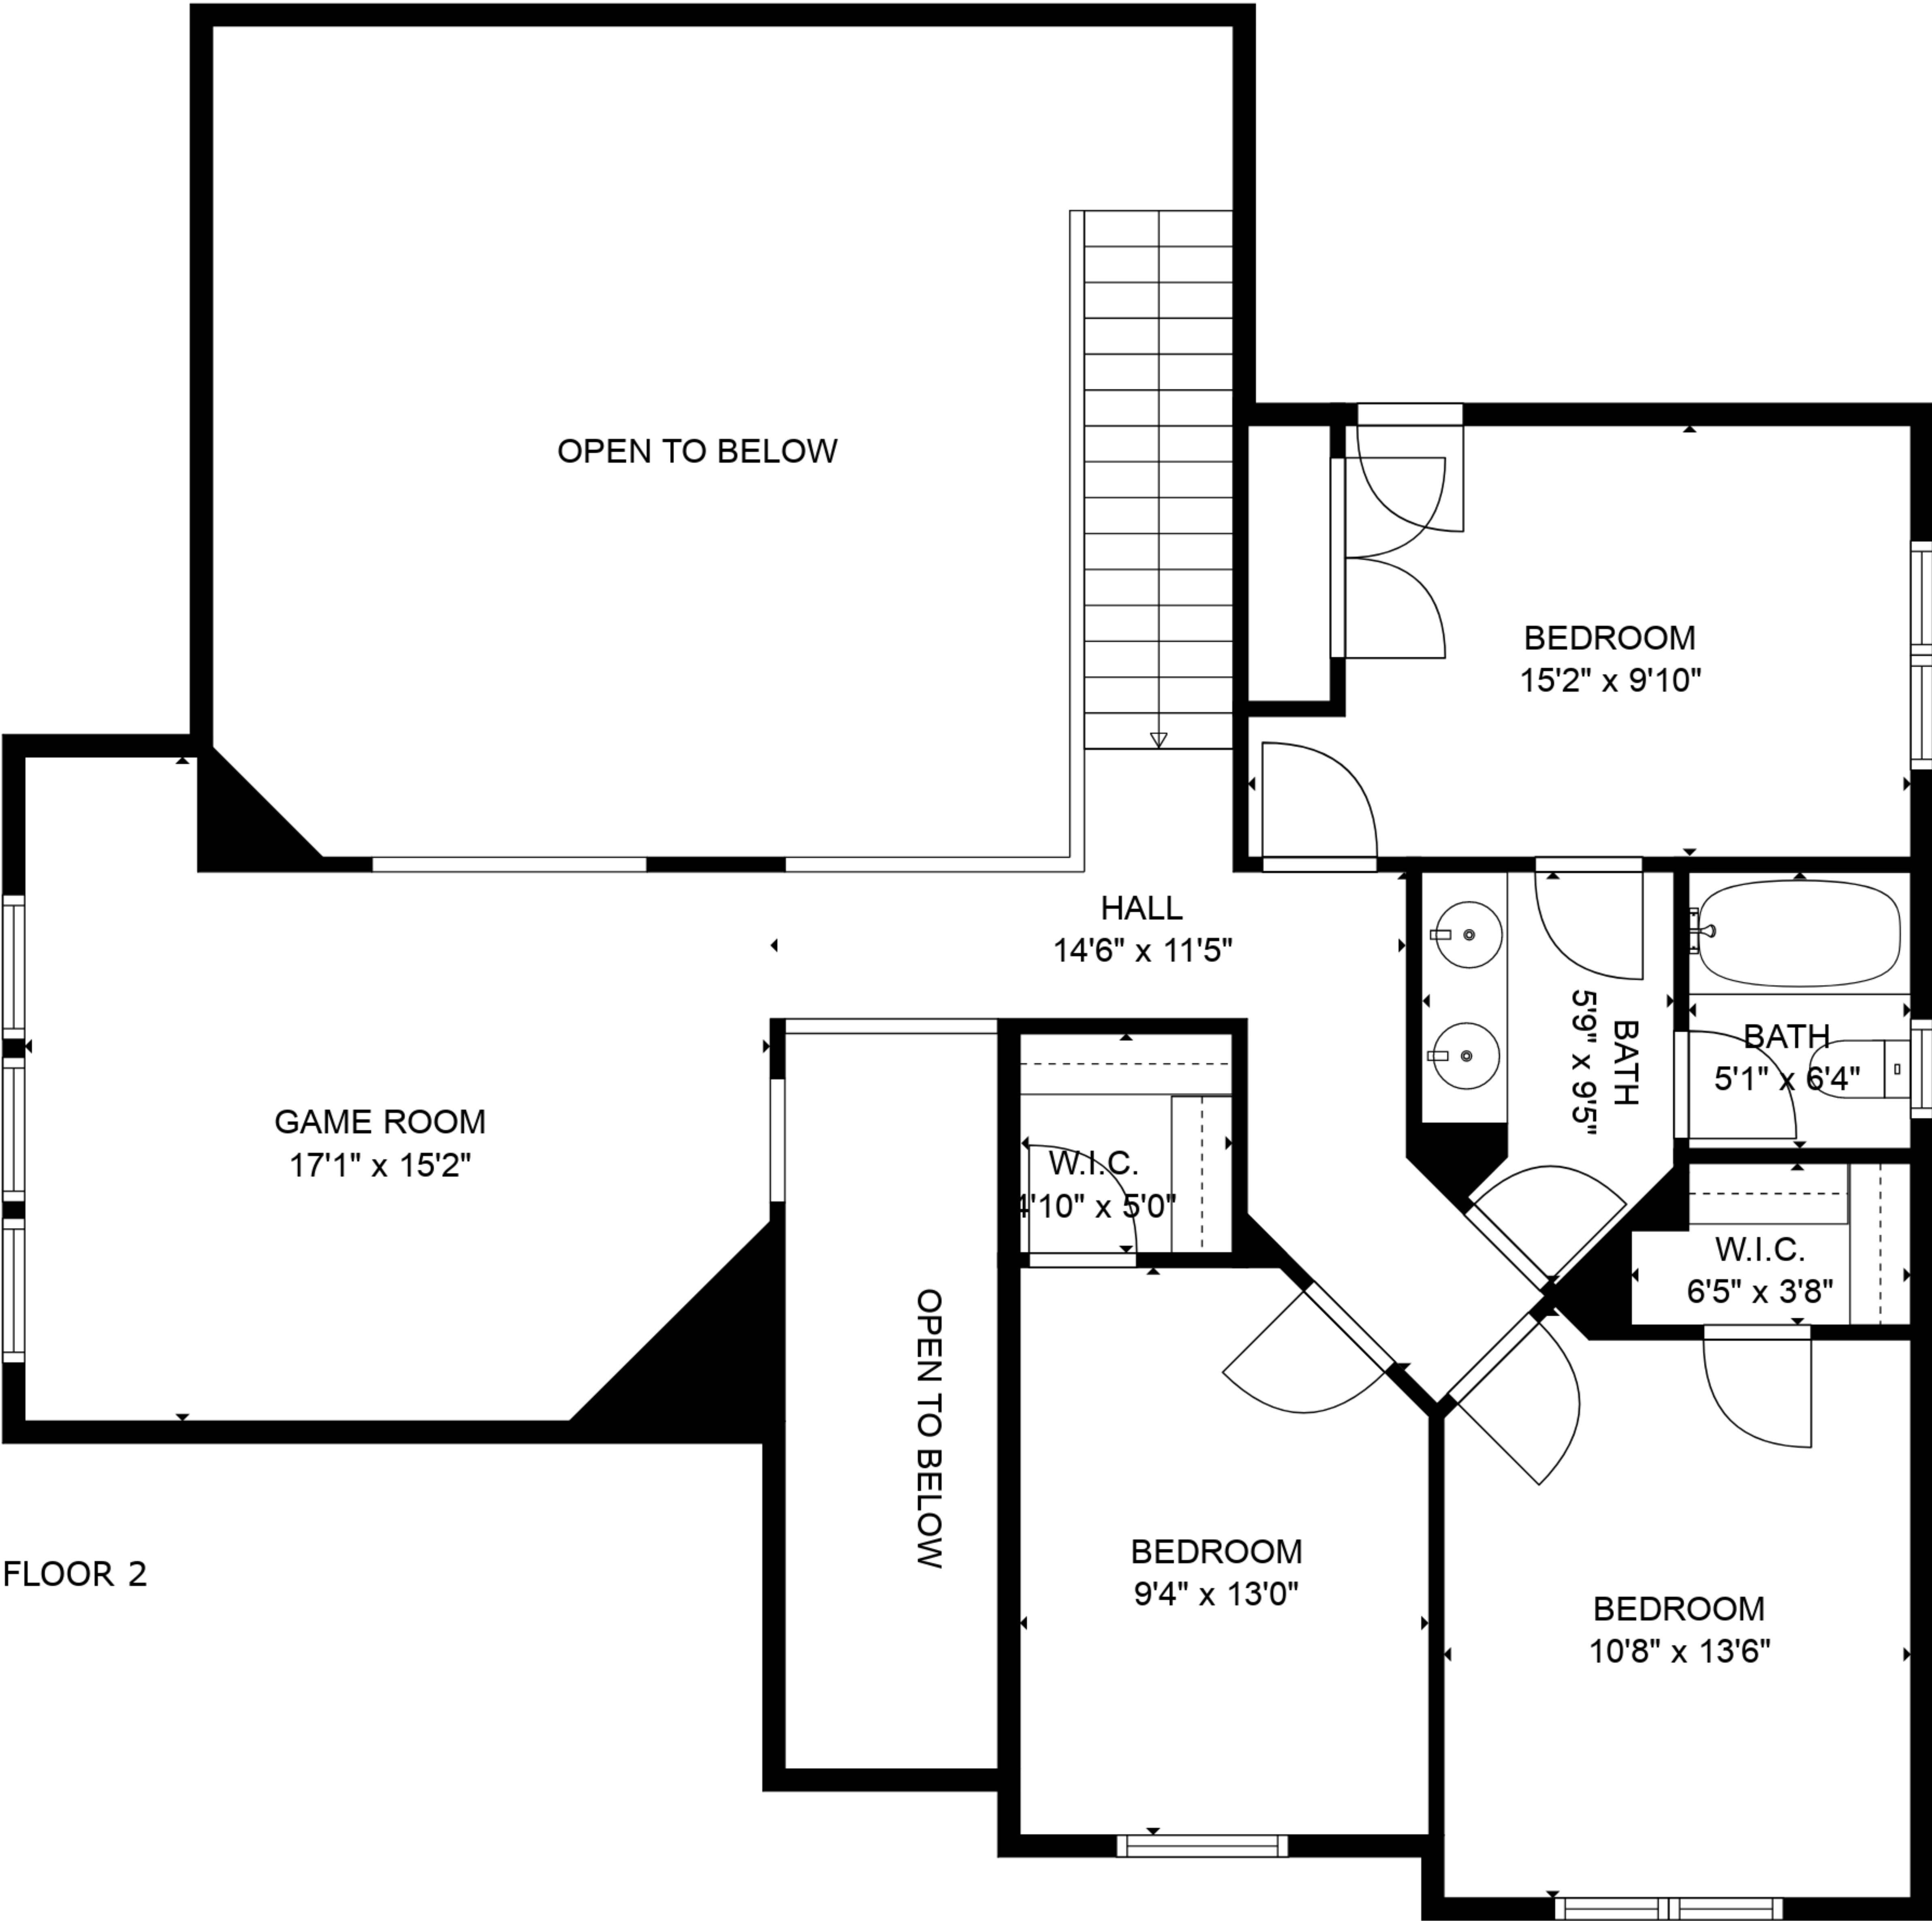 OPEN TO BELOW
BEDROOM
15'2" x 9'10"
HALL
14'6" x 11'5"
BATH
5'9" x 9'5"
BATH
5'1" x 6'4"
GAME ROOM
17'1" x 15'2"
W.I.C.
4'10" x 5'0"
W.I.C.
6'5" x 3'8"
OPEN TO BELOW
BEDROOM
9'4" x 13'0"
BEDROOM
10'8" x 13'6"
FLOOR 2